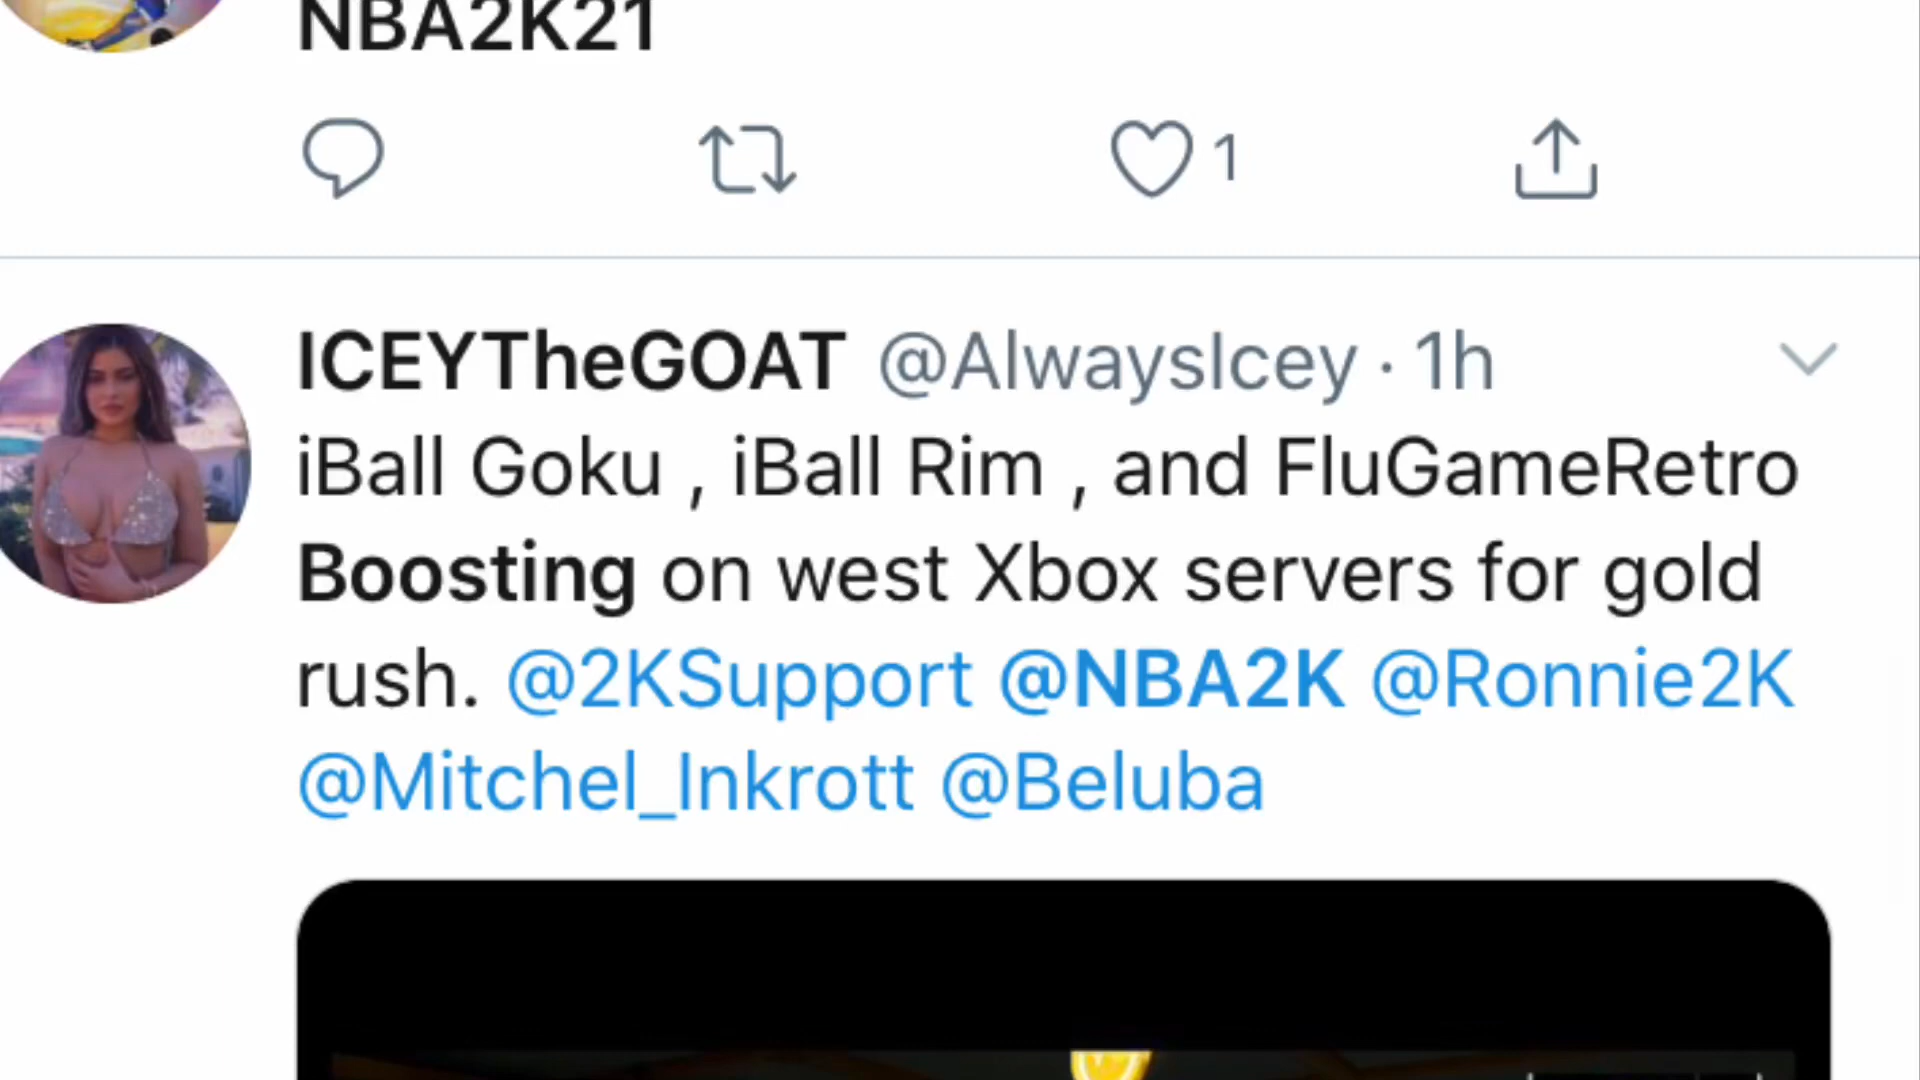 NBA2K21
1
ICEYTheGOAT @AlwaysIcey · 1h
iBall Goku , iBall Rim , and FluGameRetro
Boosting on west Xbox servers for gold
rush. @2KSupport @NBA2K @Ronnie2K
@Mitchel_Inkrott @Beluba